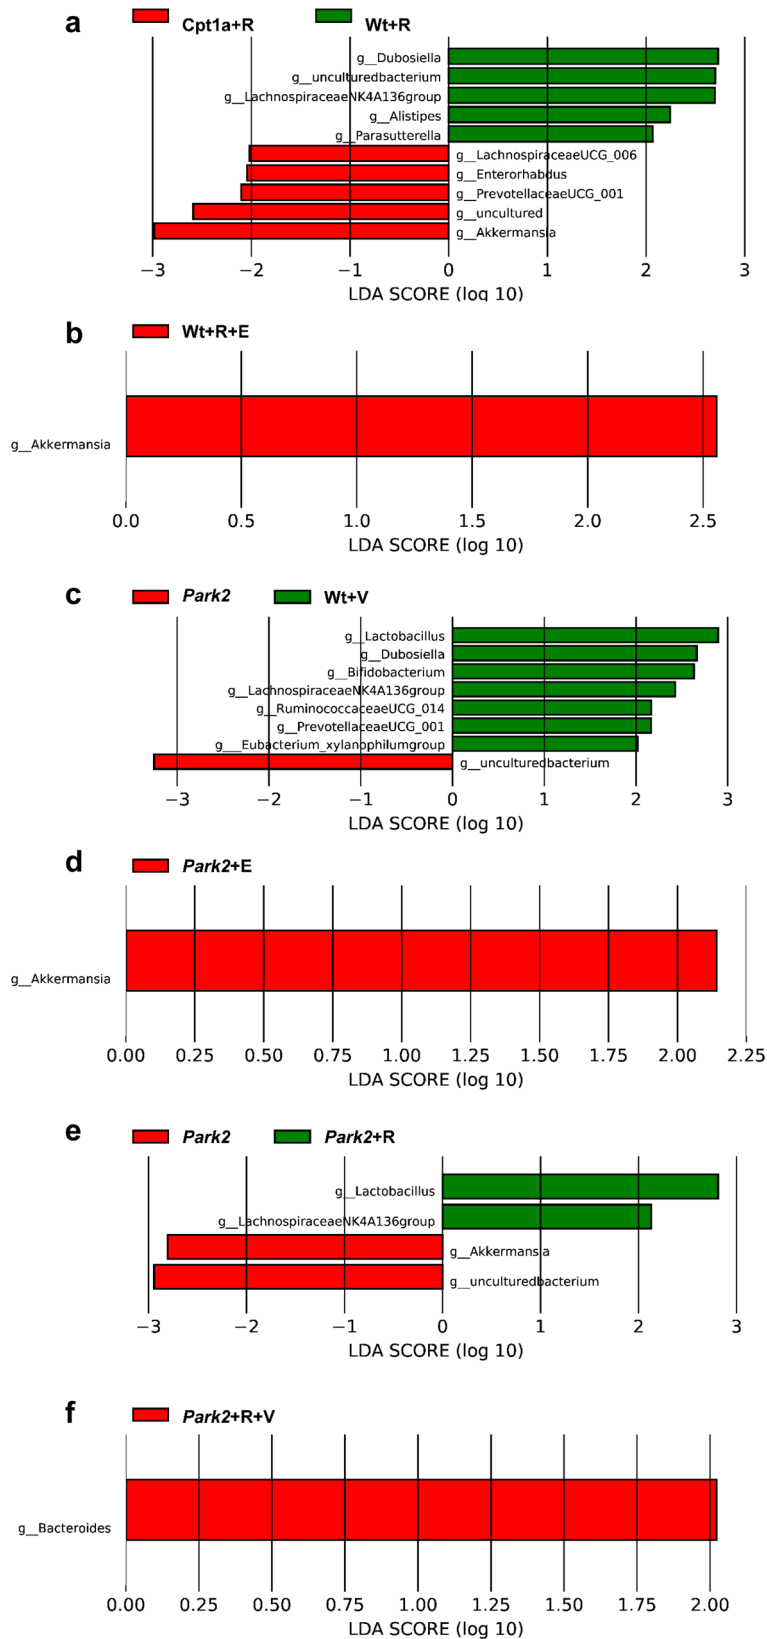 a
Cpt1a+R Wt+R
g__Dubosiella
g__unculturedbacterium
g__LachnospiraceaeNK4A136group
g__Alistipes
g__Parasutterella
g__LachnospiraceaeUCG_006
g__Enterorhabdus
g__PrevotellaceaeUCG_001
g__uncultured
g__Akkermansia
−3 −2 −1 0 1 2 3
LDA SCORE (log 10)
b
Wt+R+E
g__Akkermansia
0.0 0.5 1.0 1.5 2.0 2.5
LDA SCORE (log 10)
c
Park2 Wt+V
g__Lactobacillus
g__Dubosiella
g__Bifidobacterium
g__LachnospiraceaeNK4A136group
g__RuminococcaceaeUCG_014
g__PrevotellaceaeUCG_001
g___Eubacterium_xylanophilumgroup
g__unculturedbacterium
−3 −2 −1 0 1 2 3
LDA SCORE (log 10)
d
Park2+E
g__Akkermansia
0.00 0.25 0.50 0.75 1.00 1.25 1.50 1.75 2.00 2.25
LDA SCORE (log 10)
e
Park2 Park2+R
g__Lactobacillus
g__LachnospiraceaeNK4A136group
g__Akkermansia
g__unculturedbacterium
−3 −2 −1 0 1 2 3
LDA SCORE (log 10)
f
Park2+R+V
g__Bacteroides
0.00 0.25 0.50 0.75 1.00 1.25 1.50 1.75 2.00
LDA SCORE (log 10)